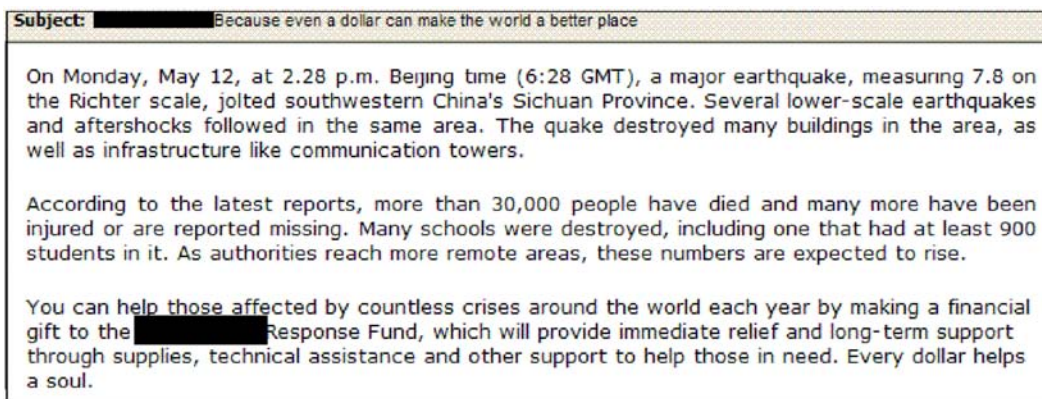 Subject: Because even a dollar can make the world a better place
On Monday, May 12, at 2.28 p.m. Beijing time (6:28 GMT), a major earthquake, measuring 7.8 on
the Richter scale, jolted southwestern China's Sichuan Province. Several lower-scale earthquakes
and aftershocks followed in the same area. The quake destroyed many buildings in the area, as
well as infrastructure like communication towers.
According to the latest reports, more than 30,000 people have died and many more have been
injured or are reported missing. Many schools were destroyed, including one that had at least 900
students in it. As authorities reach more remote areas, these numbers are expected to rise.
You can help those affected by countless crises around the world each year by making a financial
gift to the Response Fund, which will provide immediate relief and long-term support
through supplies, technical assistance and other support to help those in need. Every dollar helps
a soul.